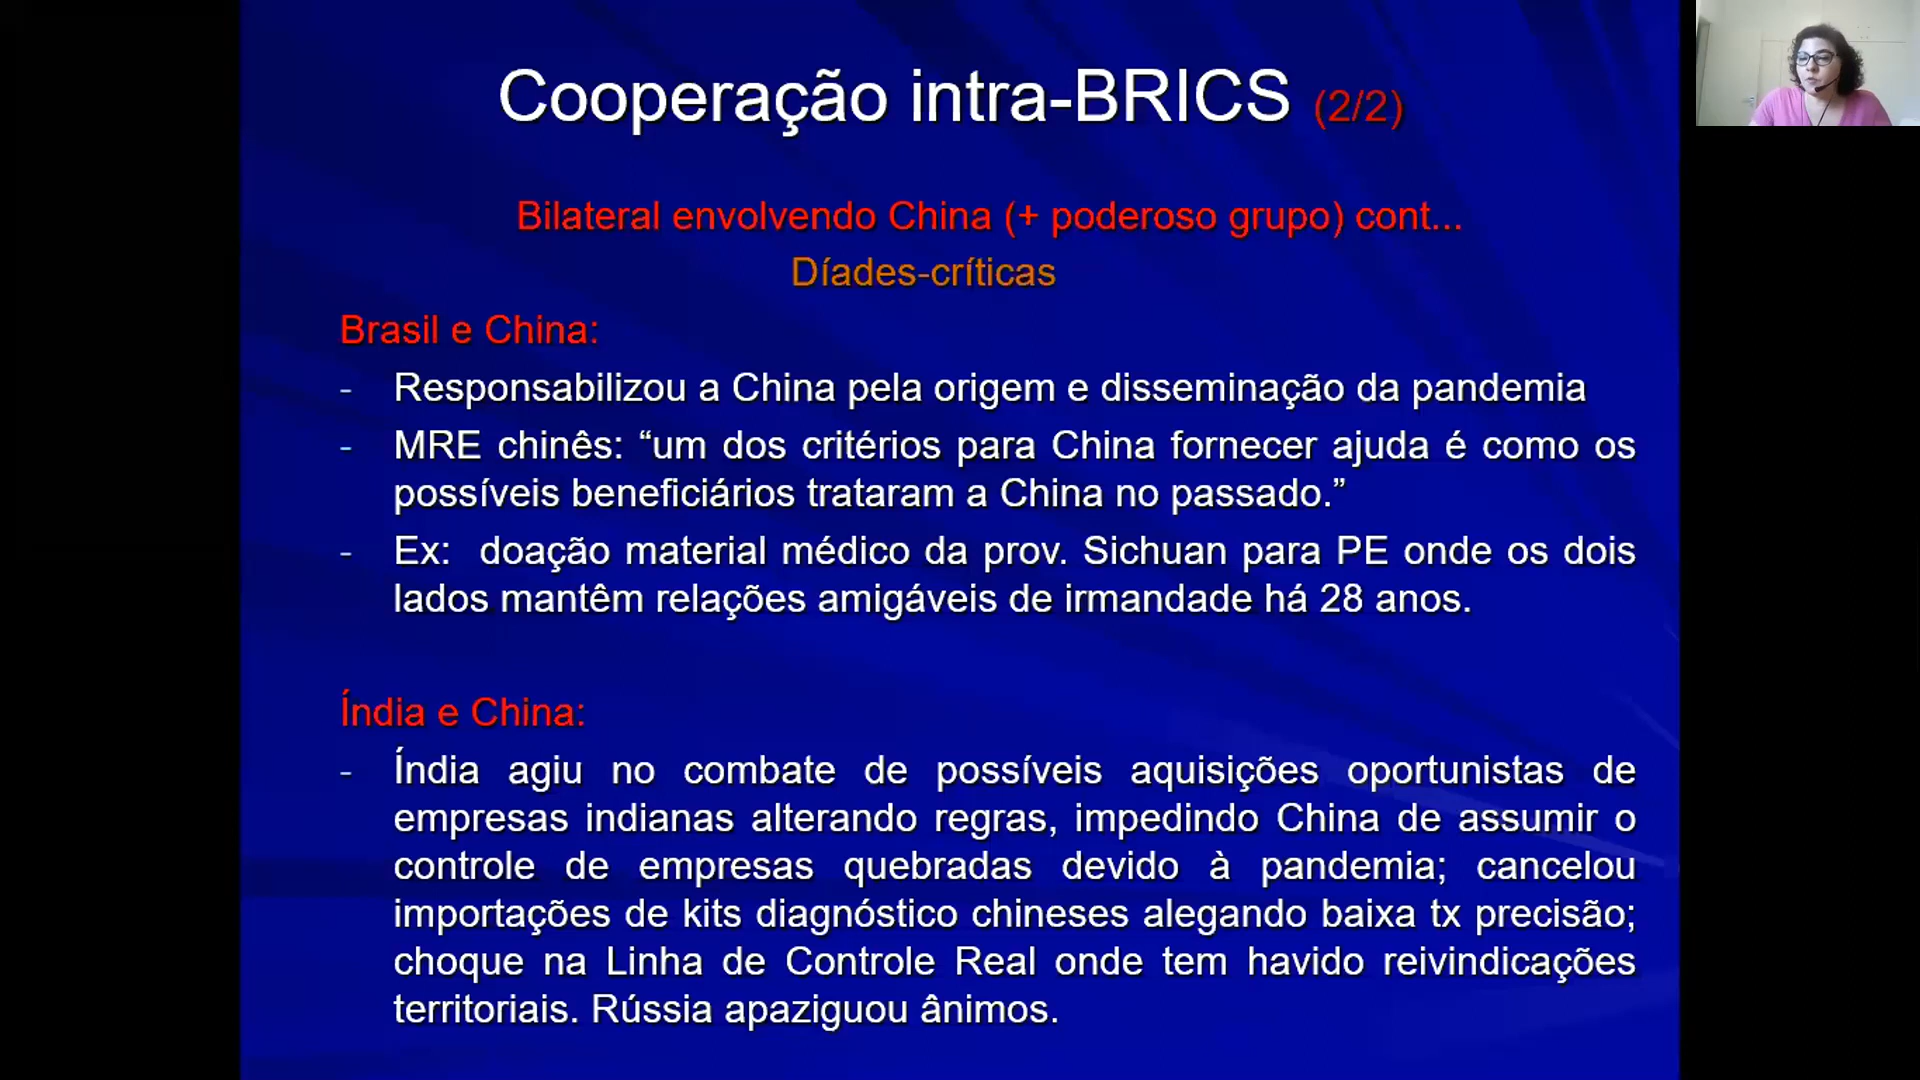 Cooperação intra-BRICS (2/2)
Bilateral envolvendo China (+ poderoso grupo) cont...
Díades-críticas
Brasil e China:
- Responsabilizou a China pela origem e disseminação da pandemia
- MRE chinês: “um dos critérios para China fornecer ajuda é como os
possíveis beneficiários trataram a China no passado.”
- Ex: doação material médico da prov. Sichuan para PE onde os dois
lados mantêm relações amigáveis de irmandade há 28 anos.
Índia e China:
- Índia agiu no combate de possíveis aquisições oportunistas de
empresas indianas alterando regras, impedindo China de assumir o
controle de empresas quebradas devido à pandemia; cancelou
importações de kits diagnóstico chineses alegando baixa tx precisão;
choque na Linha de Controle Real onde tem havido reivindicações
territoriais. Rússia apaziguou ânimos.